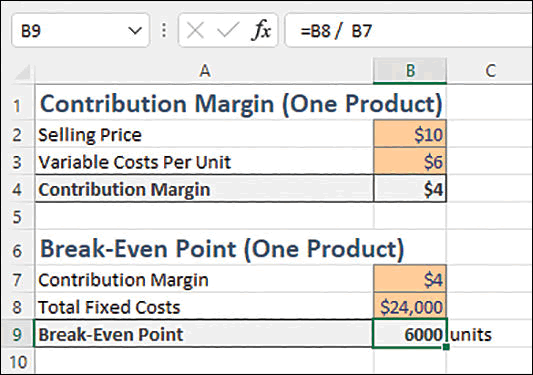 B9 fx =B8 / B7
A B C
1 Contribution Margin (One Product)
2 Selling Price $10
3 Variable Costs Per Unit $6
4 Contribution Margin $4
5
6 Break-Even Point (One Product)
7 Contribution Margin $4
8 Total Fixed Costs $24,000
9 Break-Even Point 6000 units
10